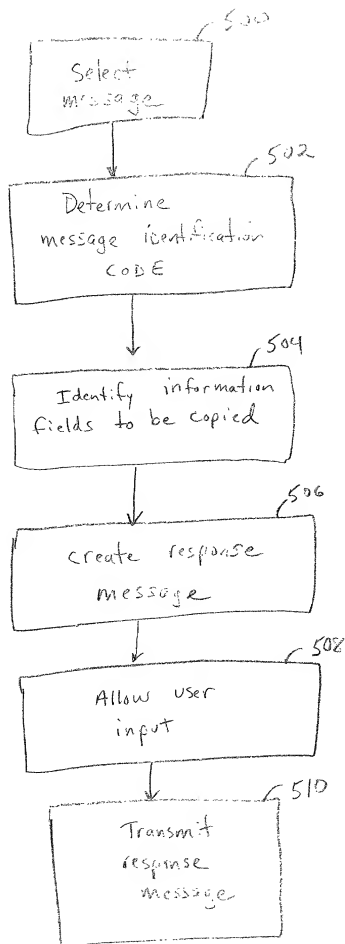 500
Select
message
502
Determine
message identification
CODE
504
Identify information
fields to be copied
506
create response
message
508
Allow user
input
510
Transmit
response
message